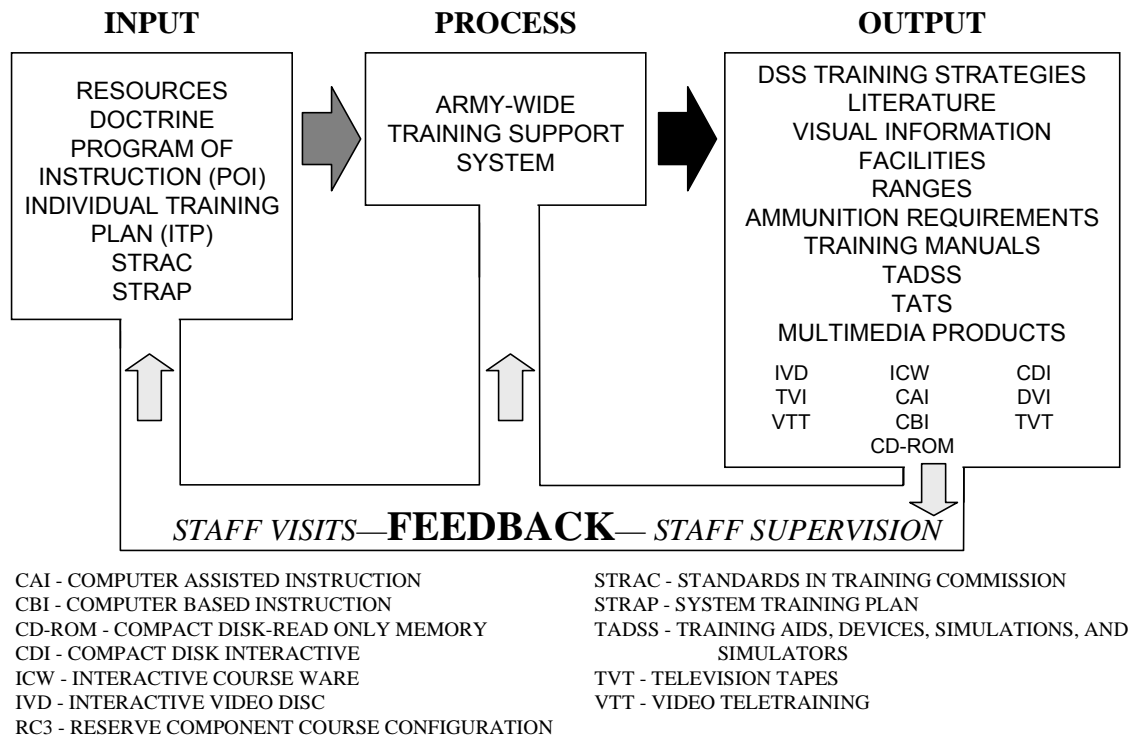 INPUT
PROCESS
OUTPUT
RESOURCES
DOCTRINE
PROGRAM OF
INSTRUCTION (POI)
INDIVIDUAL TRAINING
PLAN (ITP)
STRAC
STRAP
ARMY-WIDE
TRAINING SUPPORT
SYSTEM
DSS TRAINING STRATEGIES
LITERATURE
VISUAL INFORMATION
FACILITIES
RANGES
AMMUNITION REQUIREMENTS
TRAINING MANUALS
TADSS
TATS
MULTIMEDIA PRODUCTS
IVD ICW CDI
TVI CAI DVI
VTT CBI TVT
CD-ROM
STAFF VISITS—FEEDBACK— STAFF SUPERVISION
CAI - COMPUTER ASSISTED INSTRUCTION
CBI - COMPUTER BASED INSTRUCTION
CD-ROM - COMPACT DISK-READ ONLY MEMORY
CDI - COMPACT DISK INTERACTIVE
ICW - INTERACTIVE COURSE WARE
IVD - INTERACTIVE VIDEO DISC
RC3 - RESERVE COMPONENT COURSE CONFIGURATION
STRAC - STANDARDS IN TRAINING COMMISSION
STRAP - SYSTEM TRAINING PLAN
TADSS - TRAINING AIDS, DEVICES, SIMULATIONS, AND
SIMULATORS
TVT - TELEVISION TAPES
VTT - VIDEO TELETRAINING